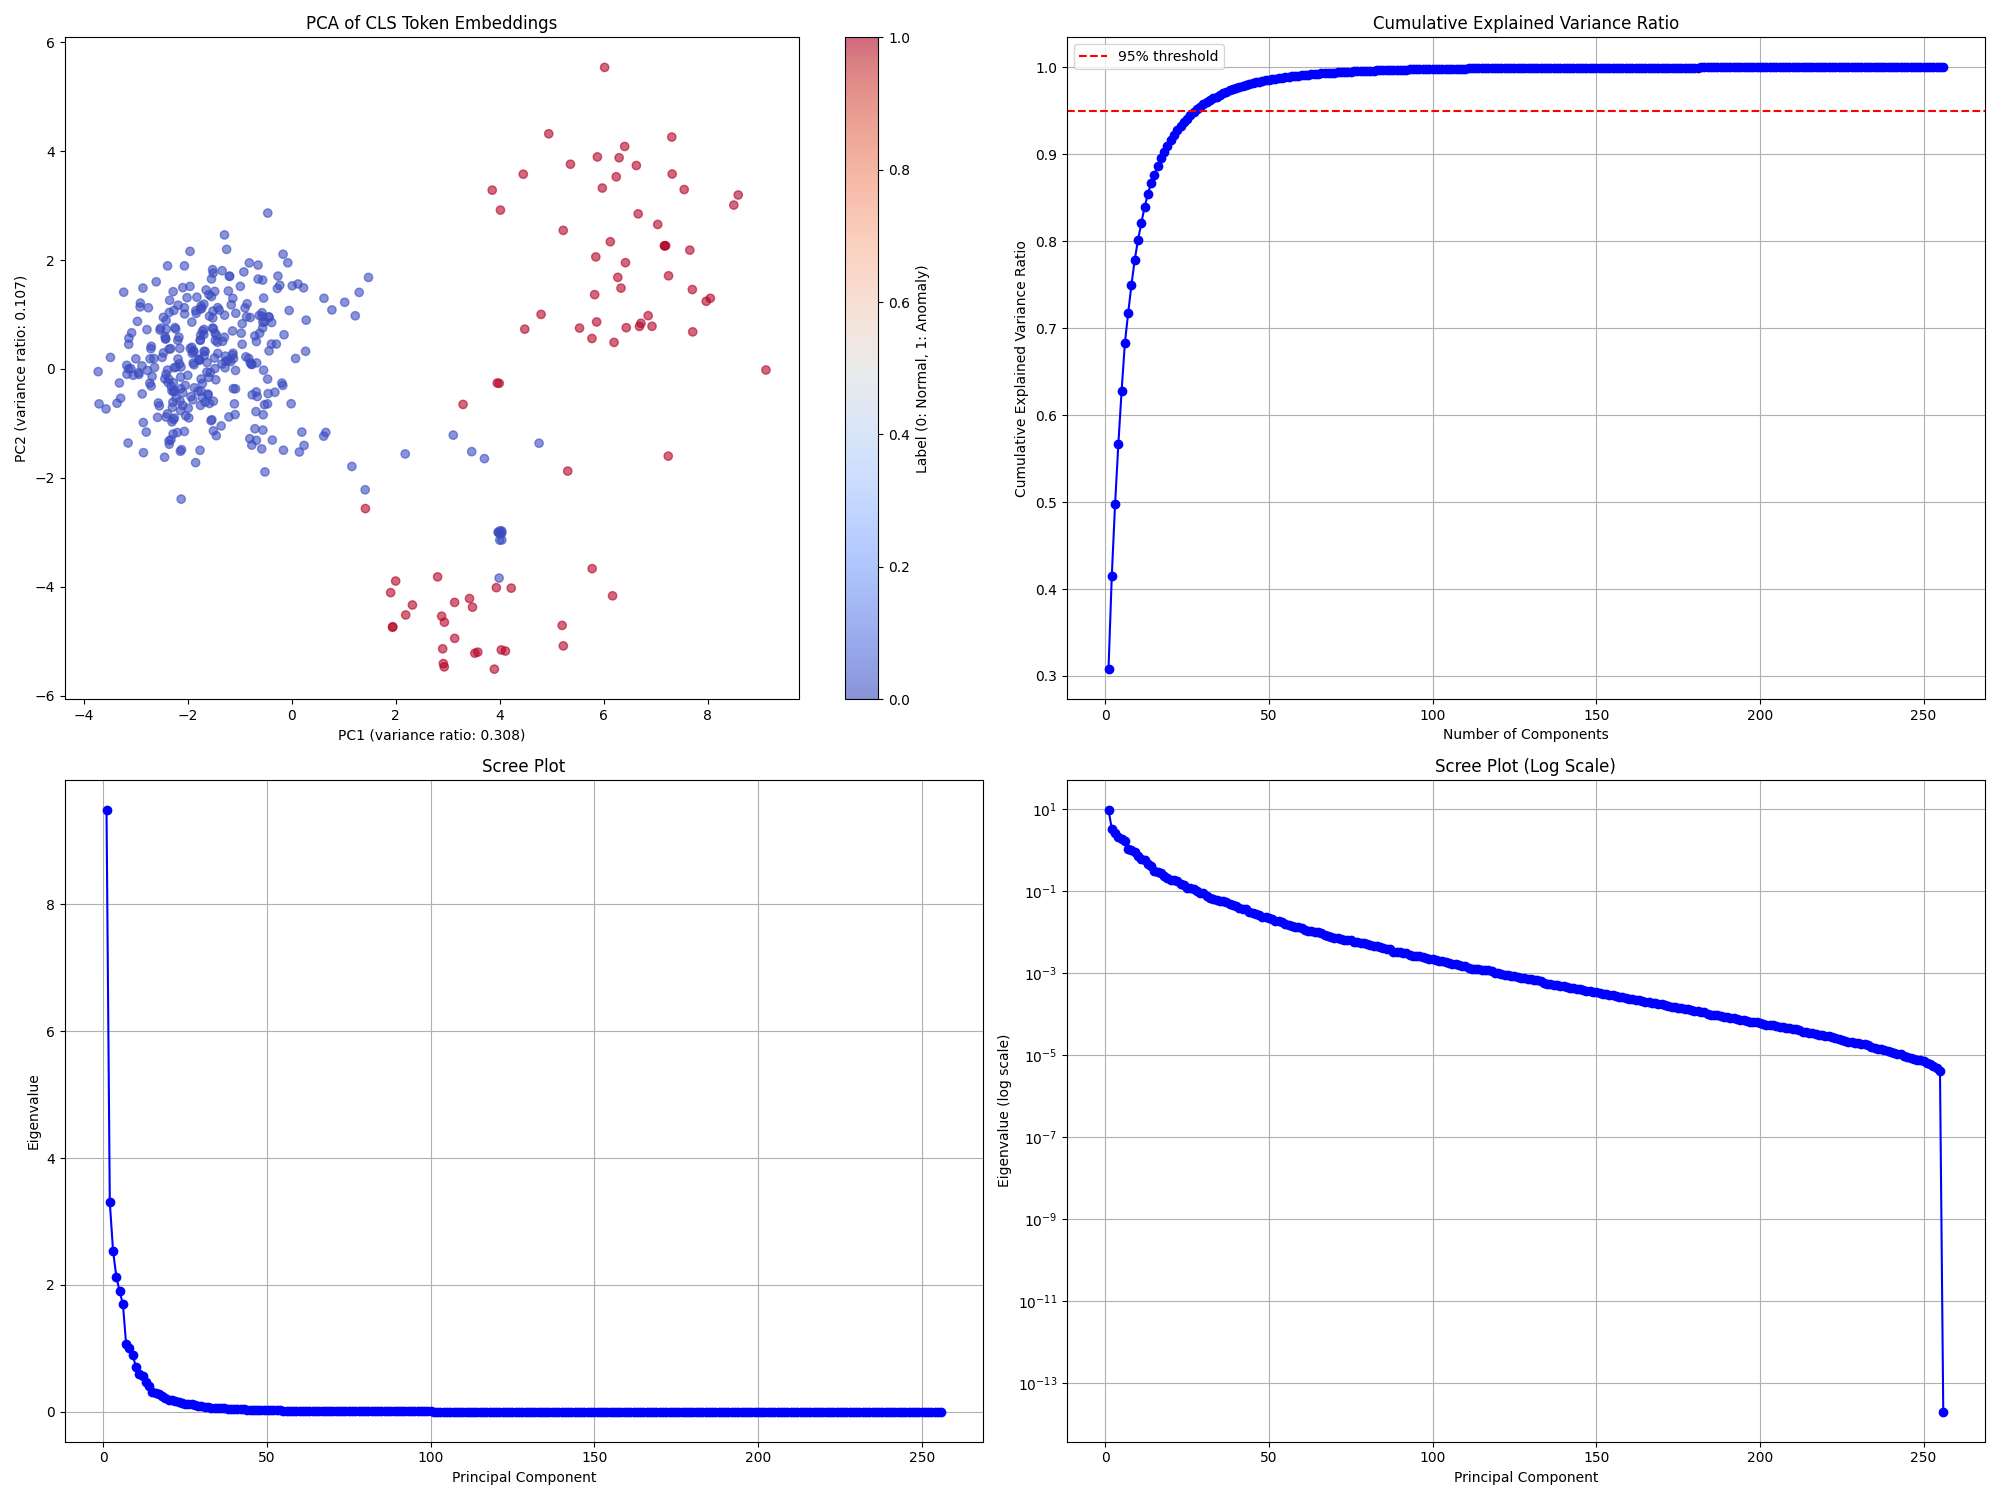 PCA of CLS Token Embeddings
6
4
2
0
−2
−4
−6
PC2 (variance ratio: 0.107)
−4 −2 0 2 4 6 8
PC1 (variance ratio: 0.308)
1.0
0.8
0.6
0.4
0.2
0.0
Label (0: Normal, 1: Anomaly)
Cumulative Explained Variance Ratio
95% threshold
1.0
0.9
0.8
0.7
0.6
0.5
0.4
0.3
Cumulative Explained Variance Ratio
0 50 100 150 200 250
Number of Components
Scree Plot
8
6
4
2
0
Eigenvalue
0 50 100 150 200 250
Principal Component
Scree Plot (Log Scale)
10¹
10⁻¹
10⁻³
10⁻⁵
10⁻⁷
10⁻⁹
10⁻¹¹
10⁻¹³
Eigenvalue (log scale)
0 50 100 150 200 250
Principal Component